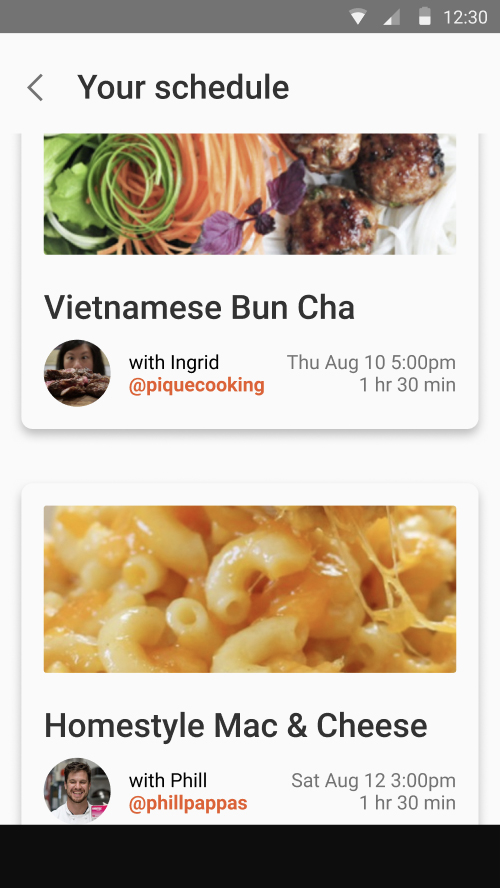 12:30
Your schedule
Vietnamese Bun Cha
with Ingrid
@piquecooking
Thu Aug 10 5:00pm
1 hr 30 min
Homestyle Mac & Cheese
with Phill
@phillpappas
Sat Aug 12 3:00pm
1 hr 30 min